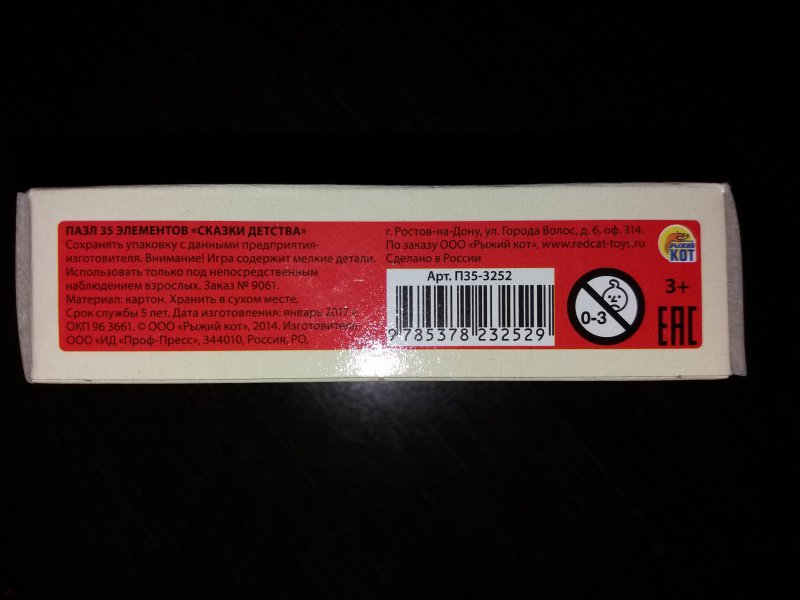 ПАЗЛ 35 ЭЛЕМЕНТОВ «СКАЗКИ ДЕТСТВА»
Сохранять упаковку с данными предприятия-
изготовителя. Внимание! Игра содержит мелкие детали.
Использовать только под непосредственным
наблюдением взрослых. Заказ № 9061.
Материал: картон. Хранить в сухом месте.
Срок службы 5 лет. Дата изготовления: январь 2017 г.
ОКП 96 3661. © ООО «Рыжий кот», 2014. Изготовитель:
ООО «ИД «Проф-Пресс», 344010, Россия, РО,
г. Ростов-на-Дону, ул. Города Волос, д. 6, оф. 314.
По заказу ООО «Рыжий кот», www.redcat-toys.ru
Сделано в России
Арт. П35-3252
9 785378 232529
0-3
РЫЖИЙ
КОТ
3+
EAC